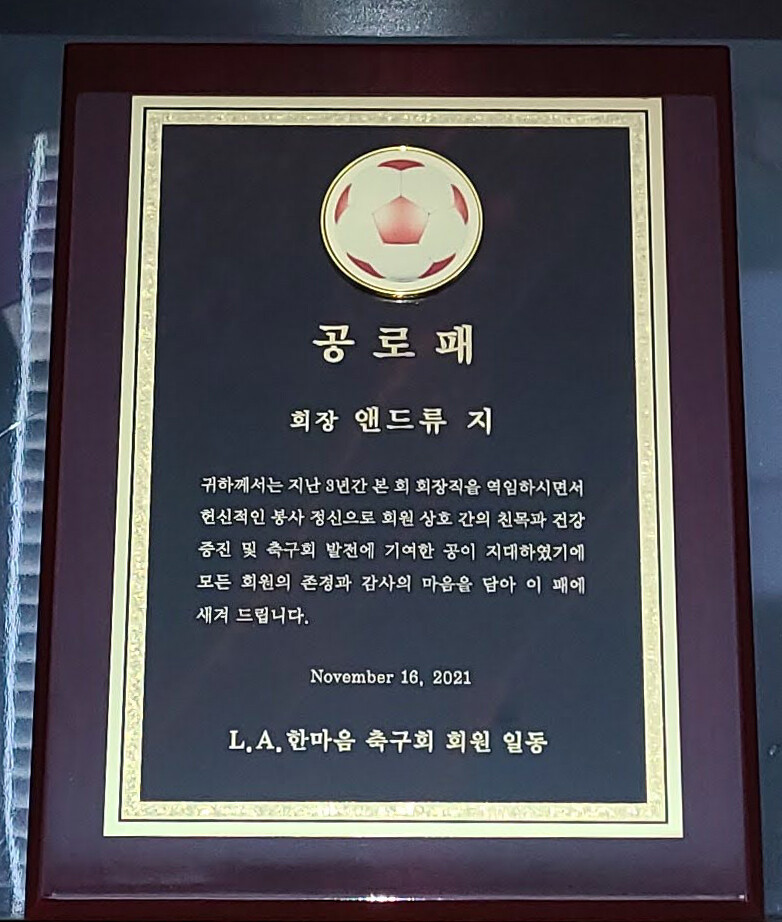 공로패
회장 앤드류 지
귀하께서는 지난 3년간 본 회 회장직을 역임하시면서
헌신적인 봉사 정신으로 회원 상호 간의 친목과 건강
증진 및 축구회 발전에 기여한 공이 지대하였기에
모든 회원의 존경과 감사의 마음을 담아 이 패에
새겨 드립니다.
November 16, 2021
L.A.한마음 축구회 회원 일동